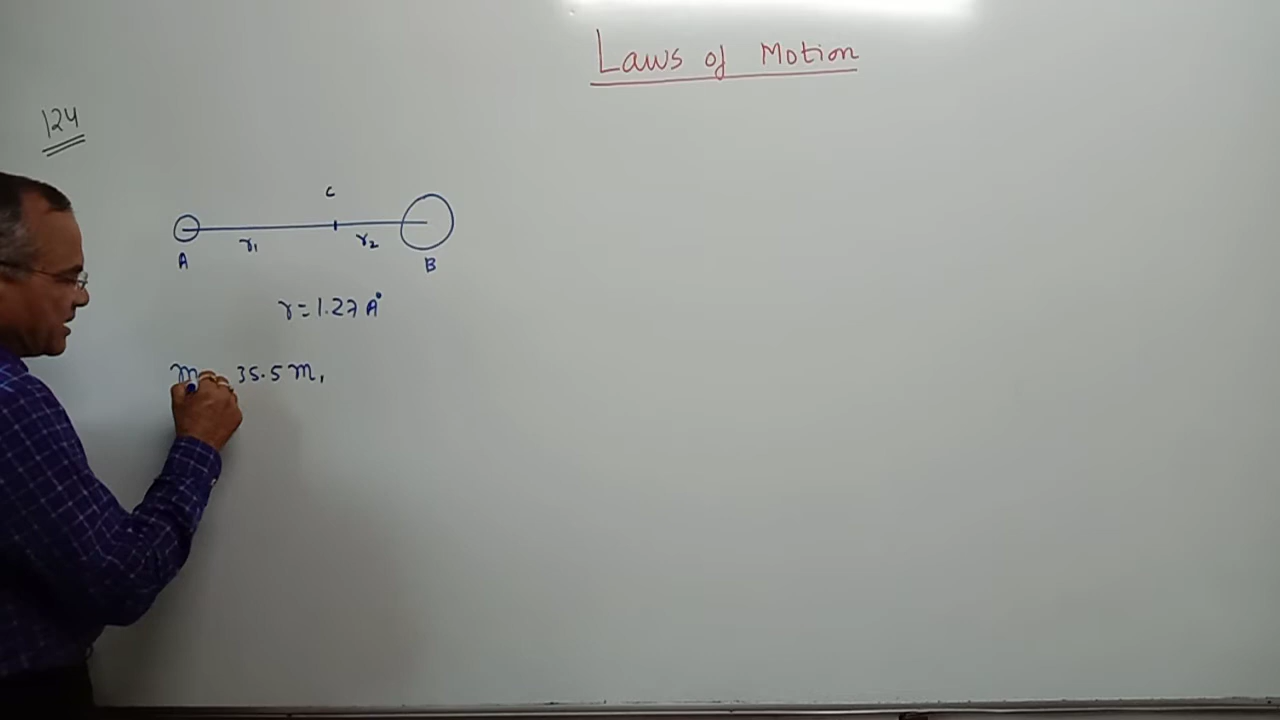 Laws of Motion
124
C
r₁ r₂
A B
r = 1.27 A°
m 35.5 m₁